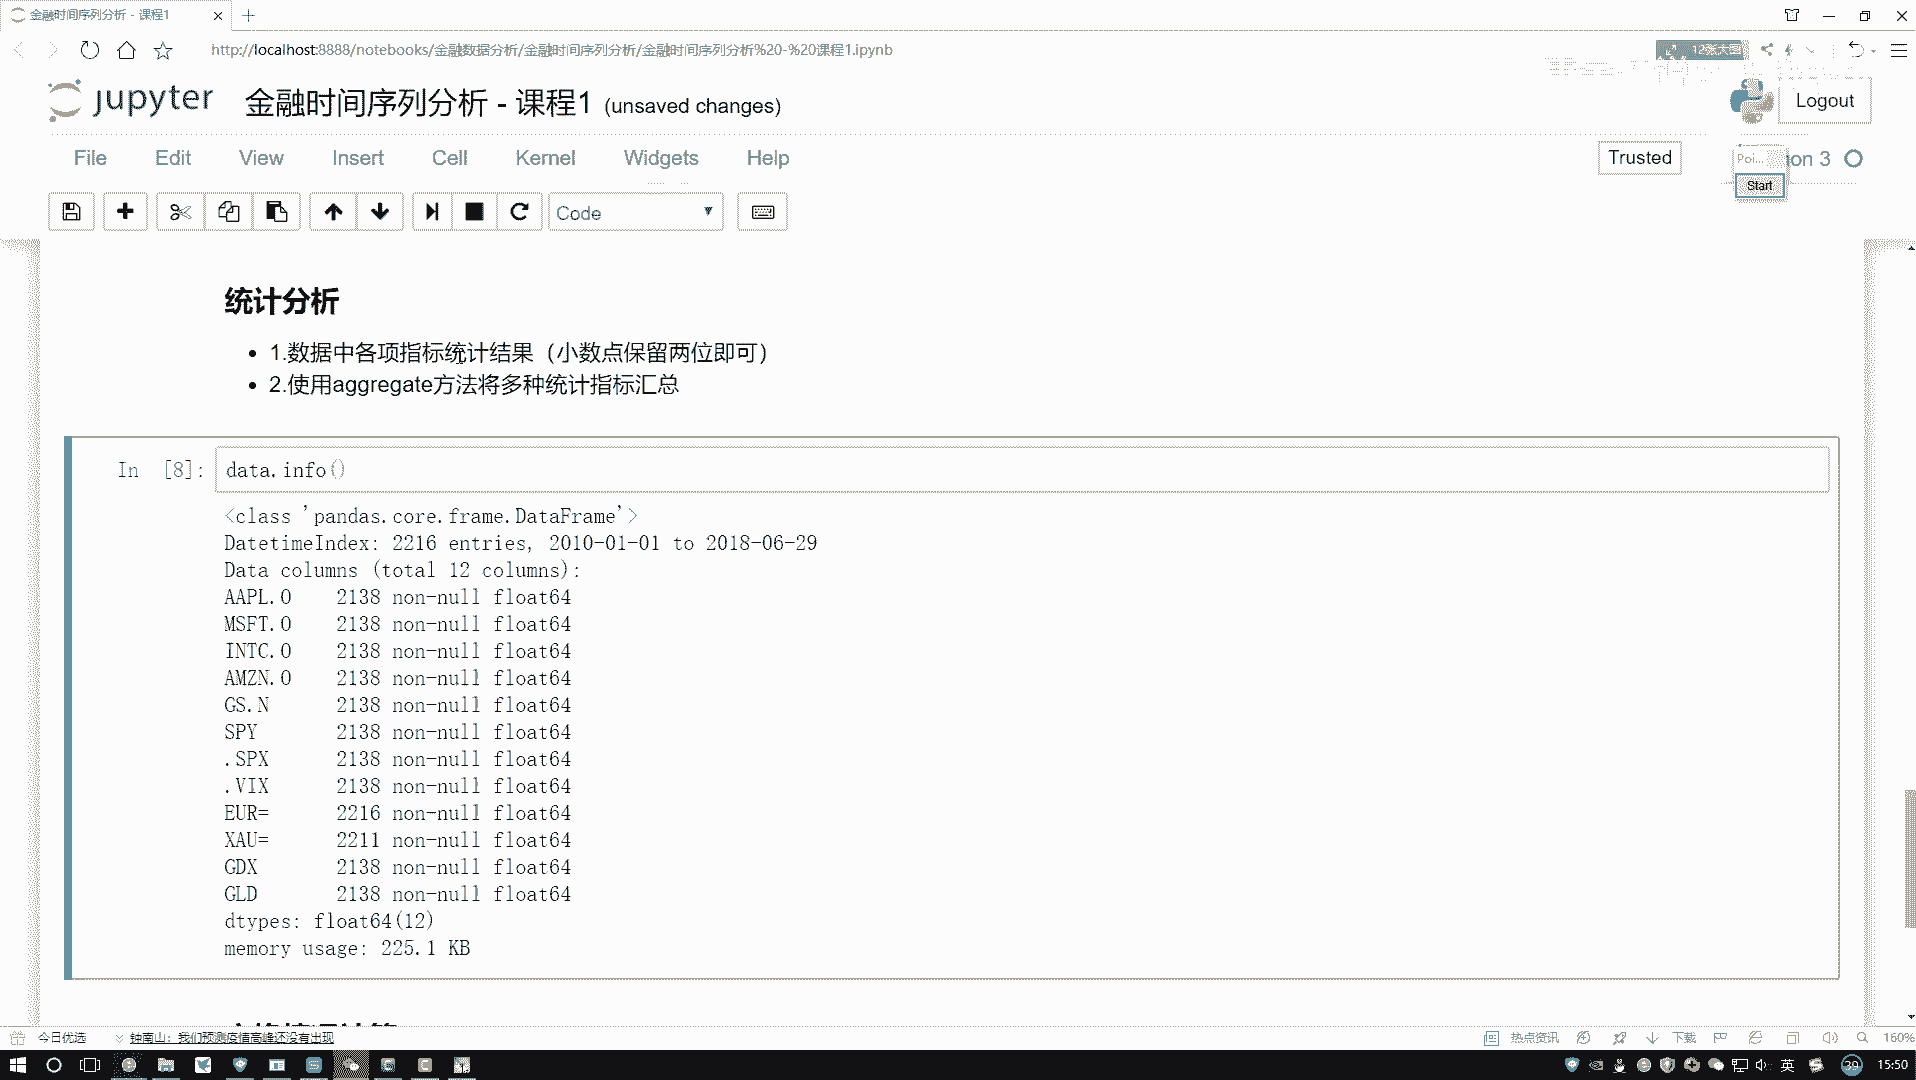 金融时间序列分析 - 课程1
http://localhost:8888/notebooks/金融数据分析/金融时间序列分析/金融时间序列分析%20-%20课程1.ipynb
12张大图
jupyter 金融时间序列分析 - 课程1 (unsaved changes)
Logout
File Edit View Insert Cell Kernel Widgets Help
Trusted
Poi... on 3
Start
Code
统计分析
1.数据中各项指标统计结果（小数点保留两位即可）
2.使用aggregate方法将多种统计指标汇总
In [8]: data.info()
<class 'pandas.core.frame.DataFrame'>
DatetimeIndex: 2216 entries, 2010-01-01 to 2018-06-29
Data columns (total 12 columns):
AAPL.O 2138 non-null float64
MSFT.O 2138 non-null float64
INTC.O 2138 non-null float64
AMZN.O 2138 non-null float64
GS.N 2138 non-null float64
SPY 2138 non-null float64
.SPX 2138 non-null float64
.VIX 2138 non-null float64
EUR= 2216 non-null float64
XAU= 2211 non-null float64
GDX 2138 non-null float64
GLD 2138 non-null float64
dtypes: float64(12)
memory usage: 225.1 KB
今日优选 钟南山：我们预测疫情高峰还没有出现
热点资讯 下载 160%
英 39 15:50